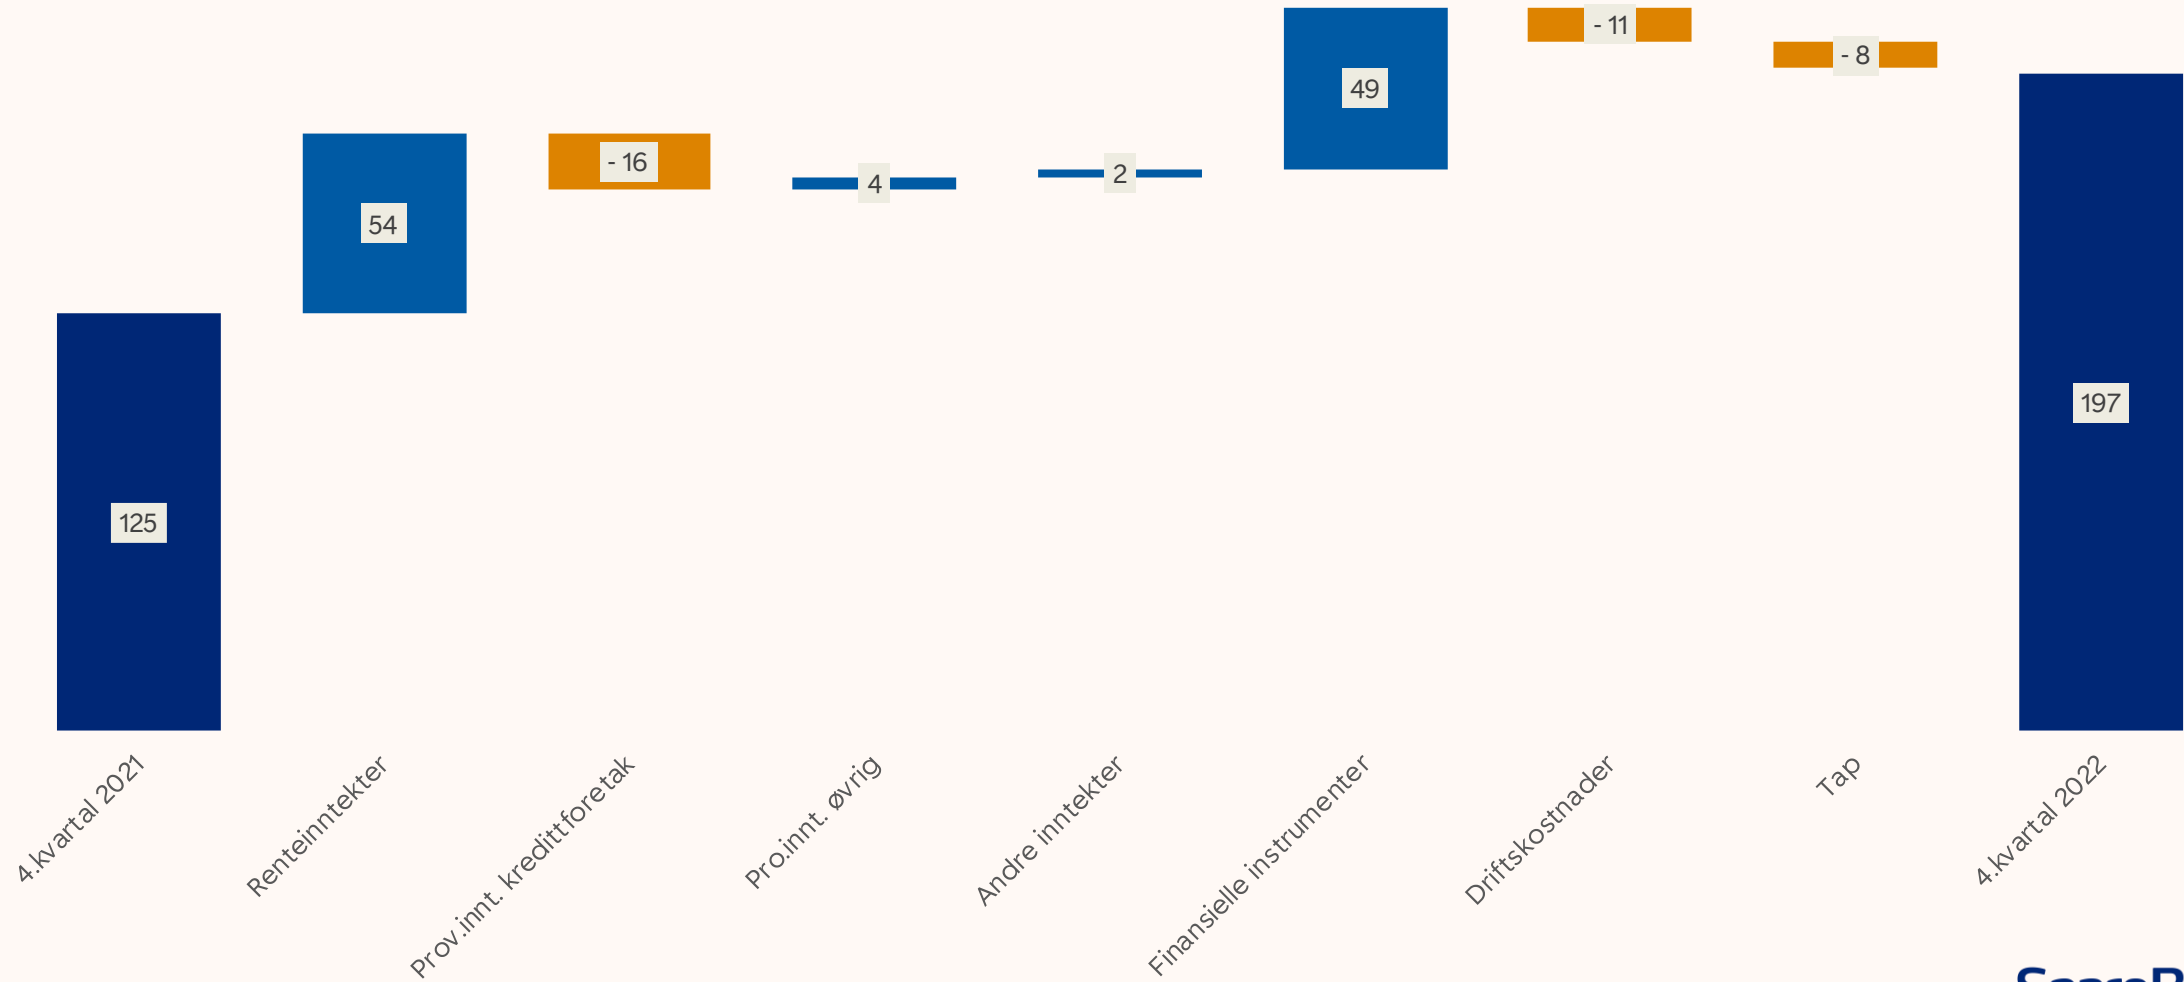 - 11
- 8
49
- 16
4
2
54
197
125
4.kvartal 2021
Renteinntekter
Prov.innt. kredittforetak
Pro.innt. øvrig
Andre inntekter
Finansielle instrumenter
Driftskostnader
Tap
4.kvartal 2022